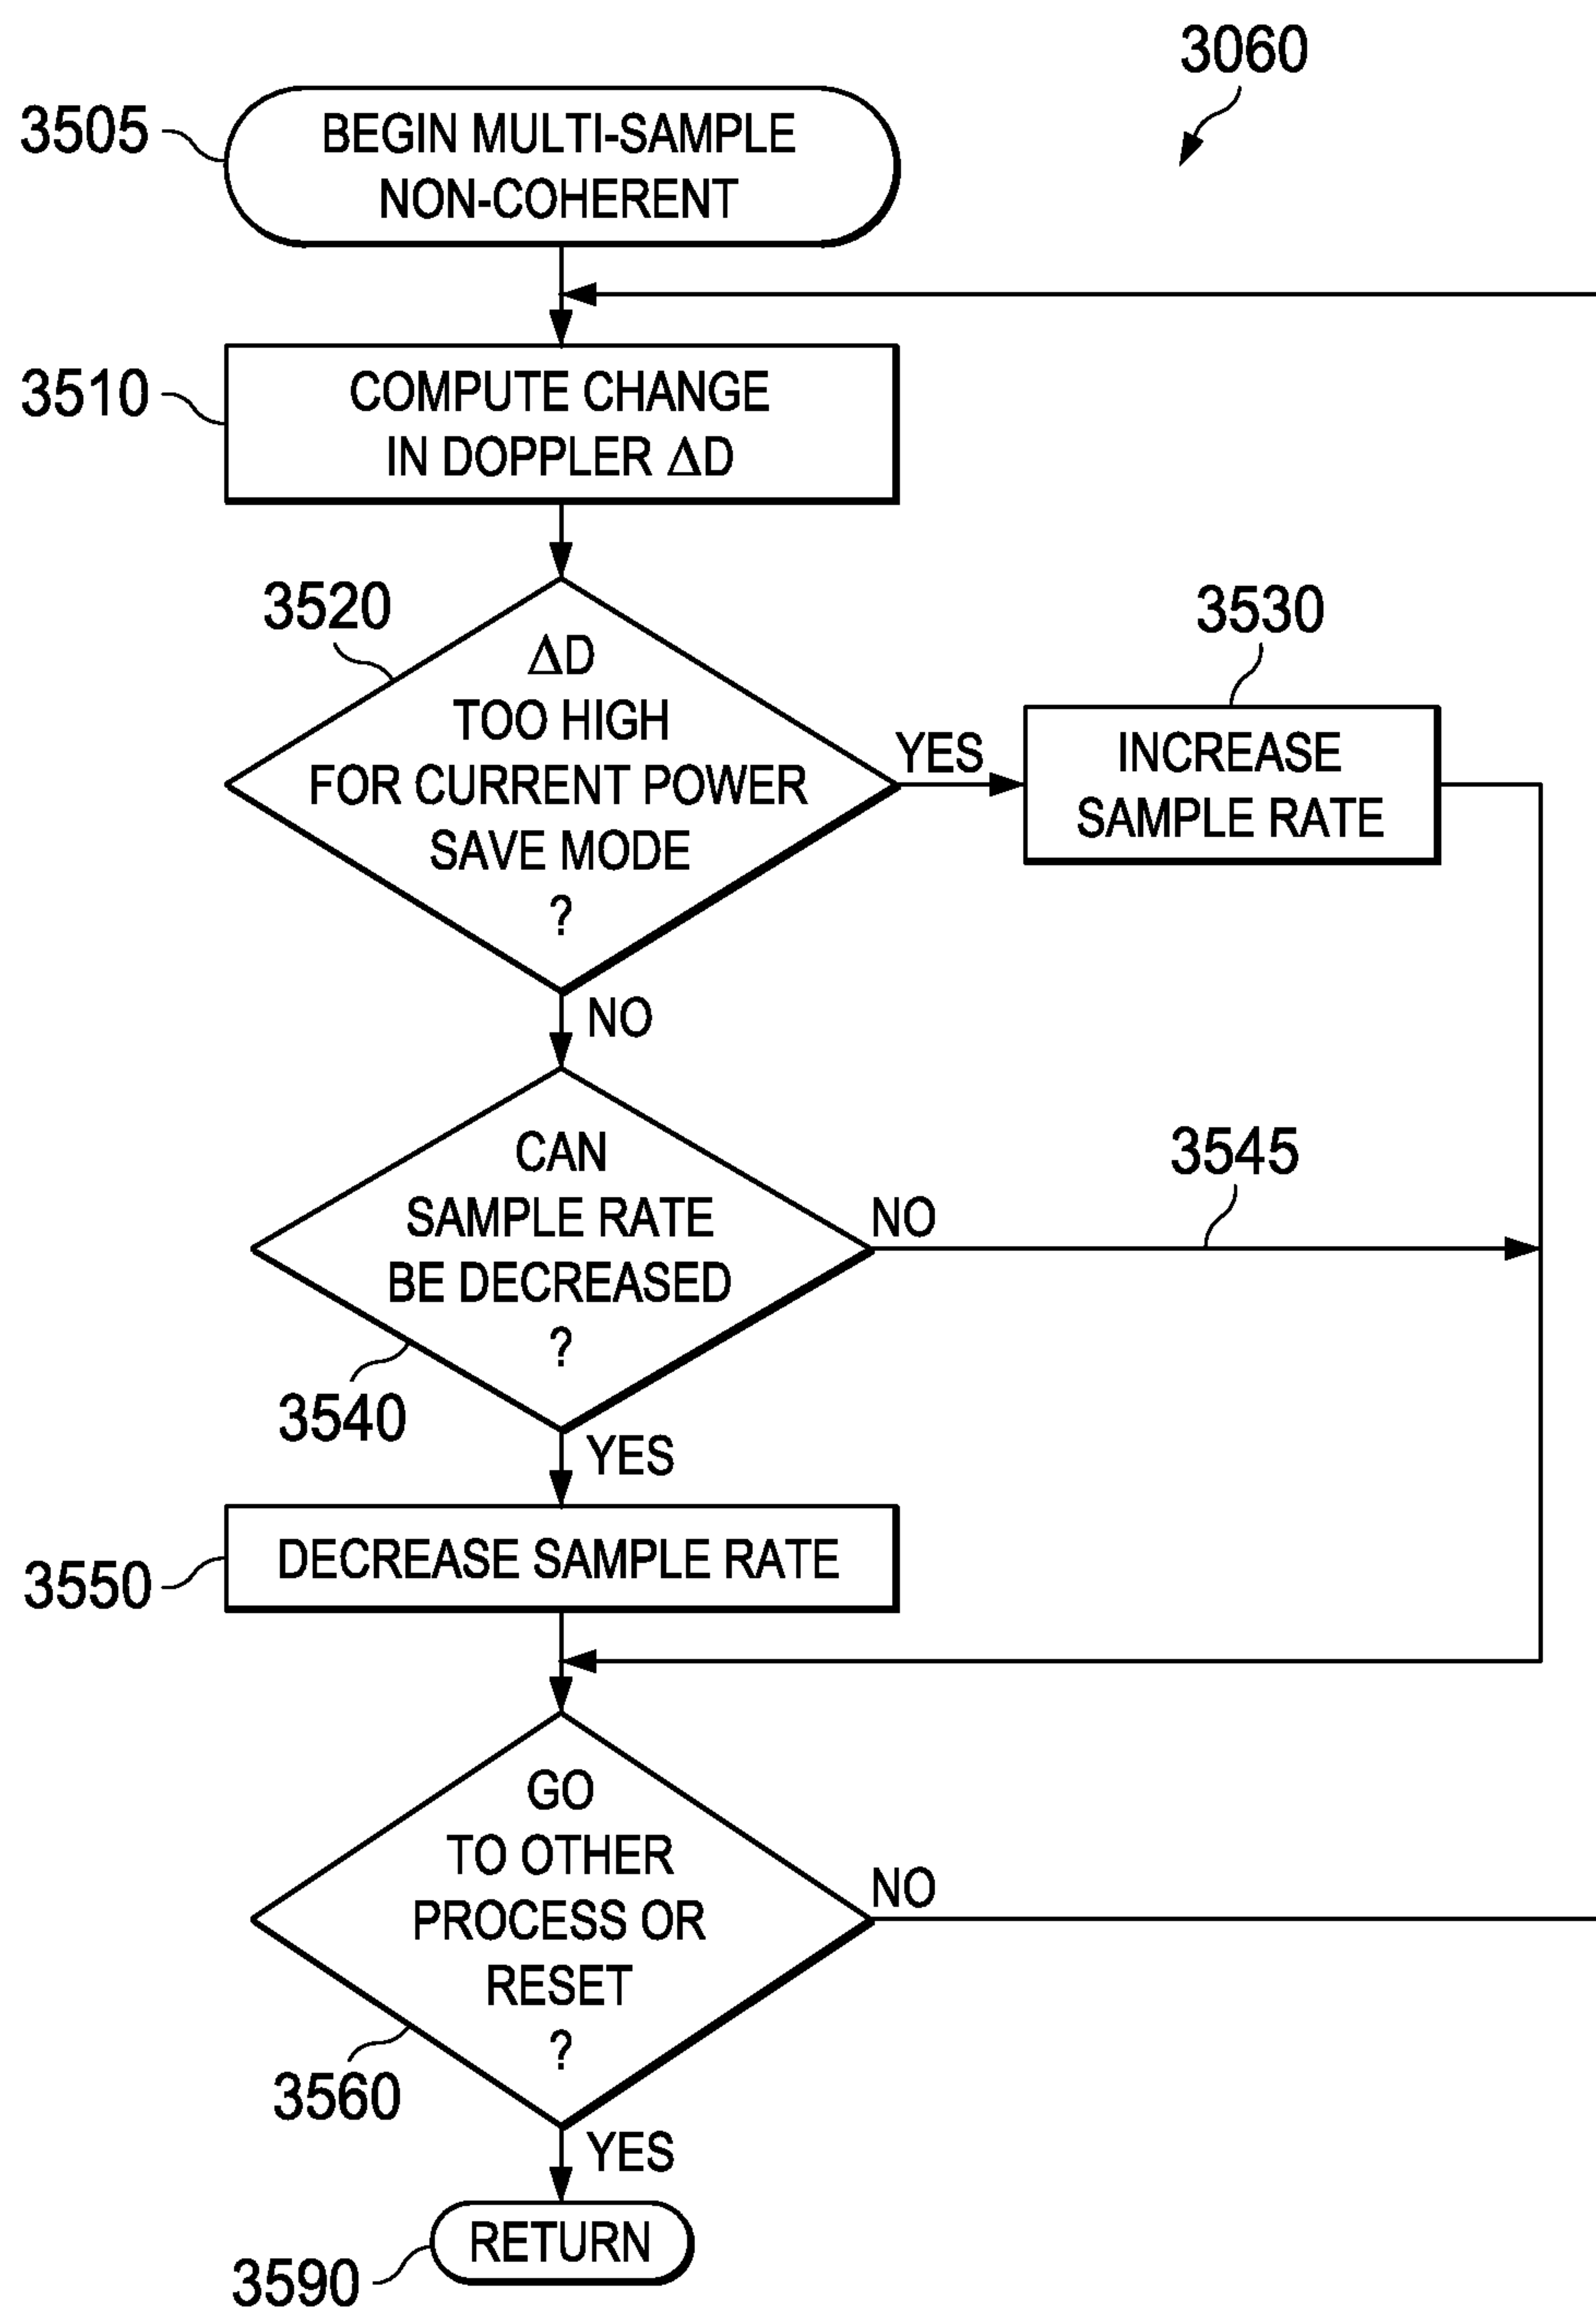 3060
3505
BEGIN MULTI-SAMPLE
NON-COHERENT
3510
COMPUTE CHANGE
IN DOPPLER ΔD
3520
ΔD
TOO HIGH
FOR CURRENT POWER
SAVE MODE
?
YES
3530
INCREASE
SAMPLE RATE
NO
CAN
SAMPLE RATE
BE DECREASED
?
NO
3545
3540
YES
3550
DECREASE SAMPLE RATE
GO
TO OTHER
PROCESS OR
RESET
?
NO
3560
YES
RETURN
3590